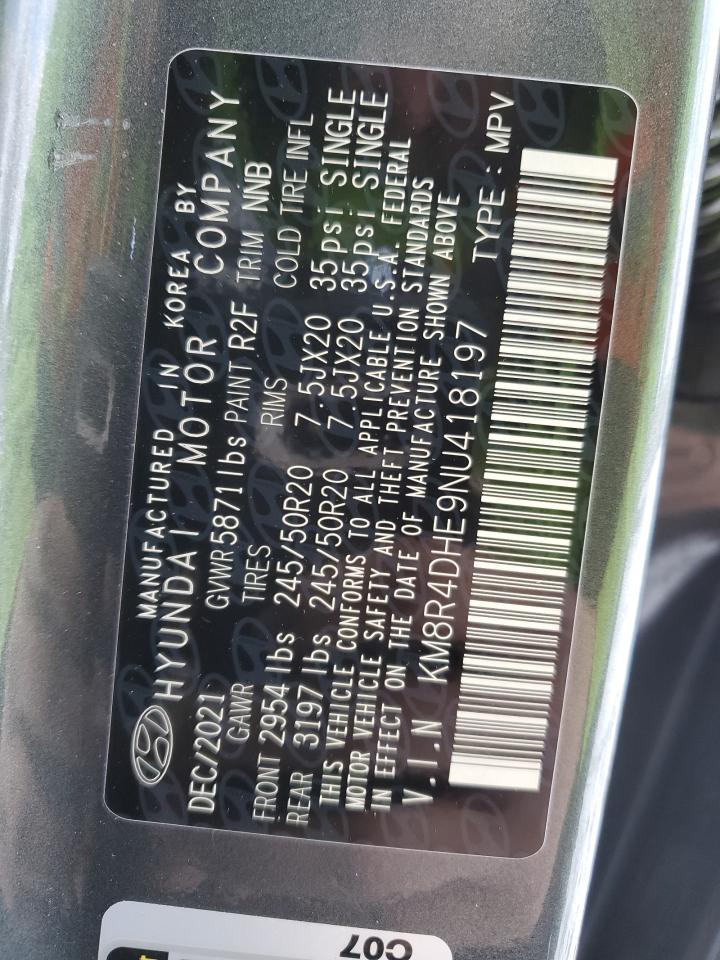 MANUFACTURED IN KOREA BY
HYUNDAI MOTOR COMPANY
DEC/2021 GVWR 5871 lbs PAINT R2F TRIM NNB
GAWR TIRES RIMS COLD TIRE INFL
FRONT 2954 lbs 245/50R20 7.5JX20 35psi SINGLE
REAR 3197 lbs 245/50R20 7.5JX20 35psi SINGLE
THIS VEHICLE CONFORMS TO ALL APPLICABLE U.S.A. FEDERAL
MOTOR VEHICLE SAFETY AND THEFT PREVENTION STANDARDS
IN EFFECT ON THE DATE OF MANUFACTURE SHOWN ABOVE
V.I.N KM8R4DHE9NU418197 TYPE : MPV
C07